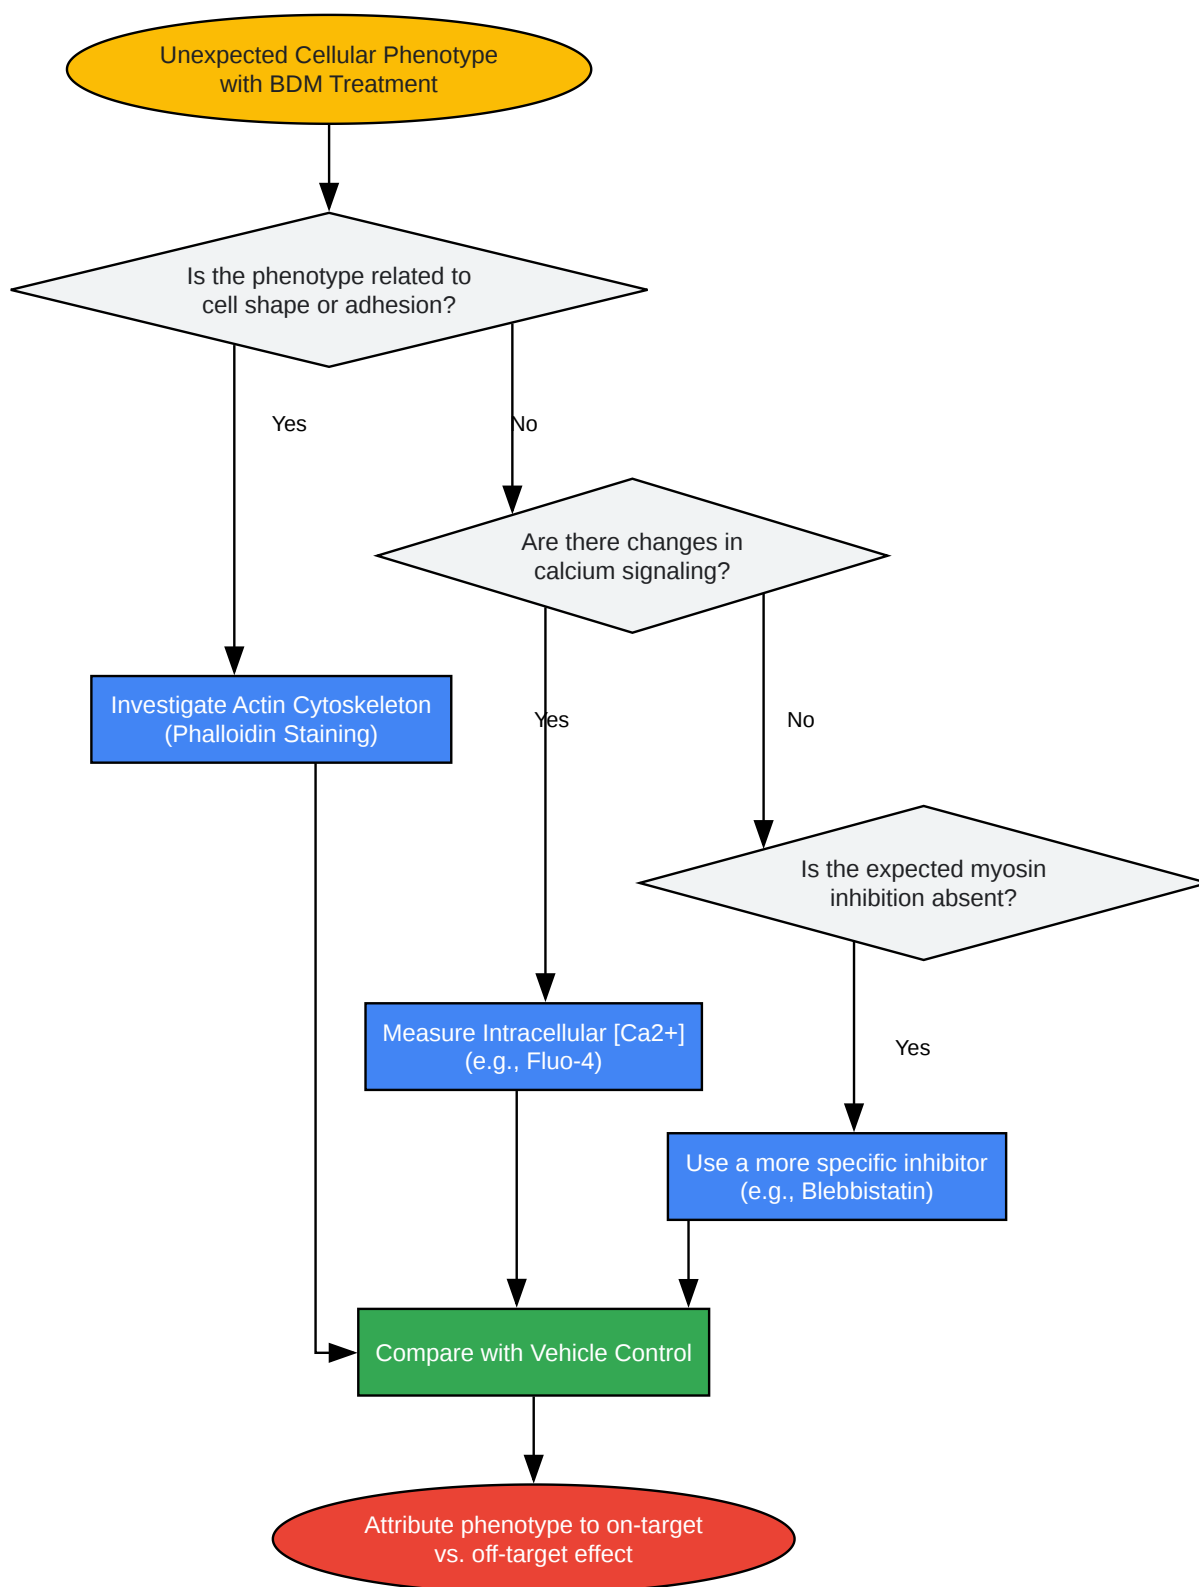 Unexpected Cellular Phenotype
with BDM Treatment
Is the phenotype related to
cell shape or adhesion?
Yes
No
Are there changes in
calcium signaling?
Investigate Actin Cytoskeleton
(Phalloidin Staining)
Yes
No
Is the expected myosin
inhibition absent?
Measure Intracellular [Ca2+]
(e.g., Fluo-4)
Yes
Use a more specific inhibitor
(e.g., Blebbistatin)
Compare with Vehicle Control
Attribute phenotype to on-target
vs. off-target effect